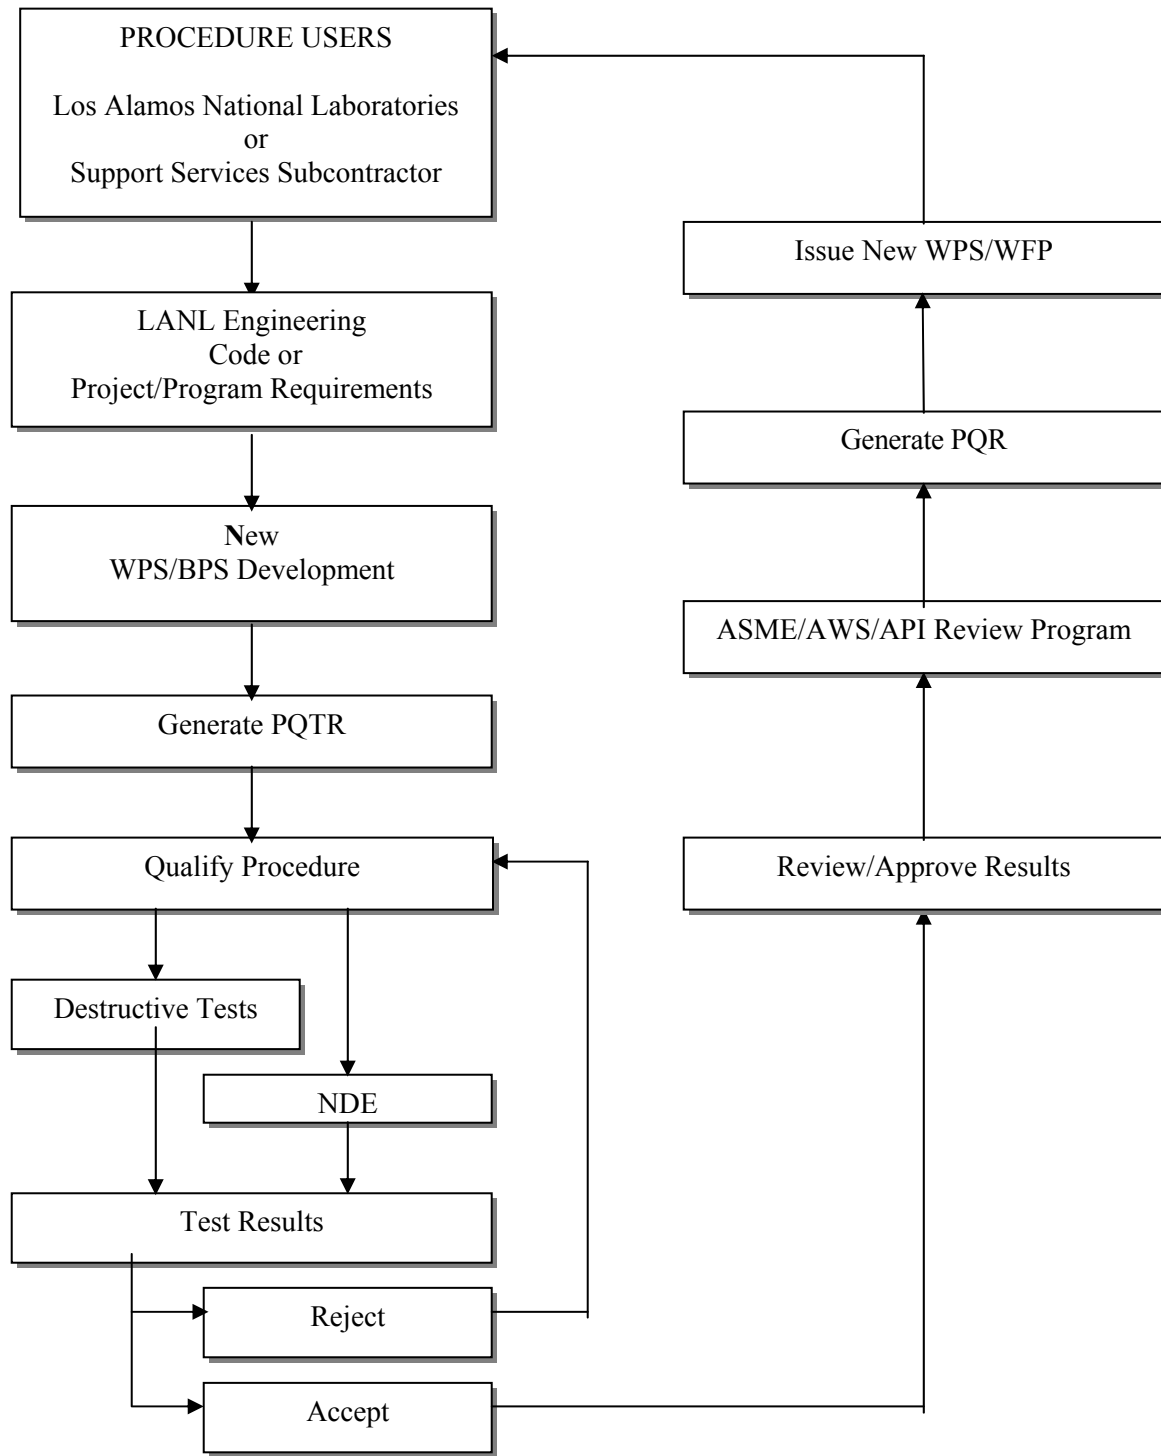 PROCEDURE USERS
Los Alamos National Laboratories
or
Support Services Subcontractor
LANL Engineering
Code or
Project/Program Requirements
New
WPS/BPS Development
Generate PQTR
Qualify Procedure
Destructive Tests
NDE
Test Results
Reject
Accept
Review/Approve Results
ASME/AWS/API Review Program
Generate PQR
Issue New WPS/WFP